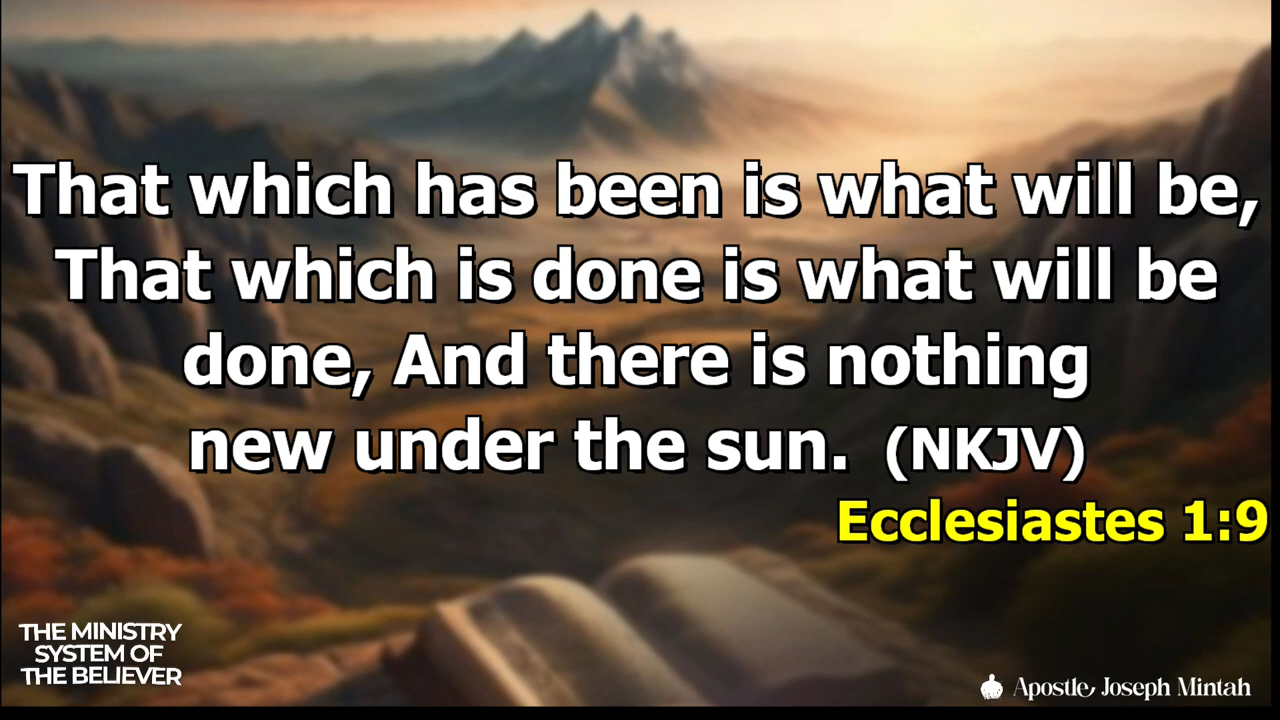 That which has been is what will be,
That which is done is what will be
done, And there is nothing
new under the sun. (NKJV)
Ecclesiastes 1:9
THE MINISTRY
SYSTEM OF
THE BELIEVER
Apostle Joseph Mintah